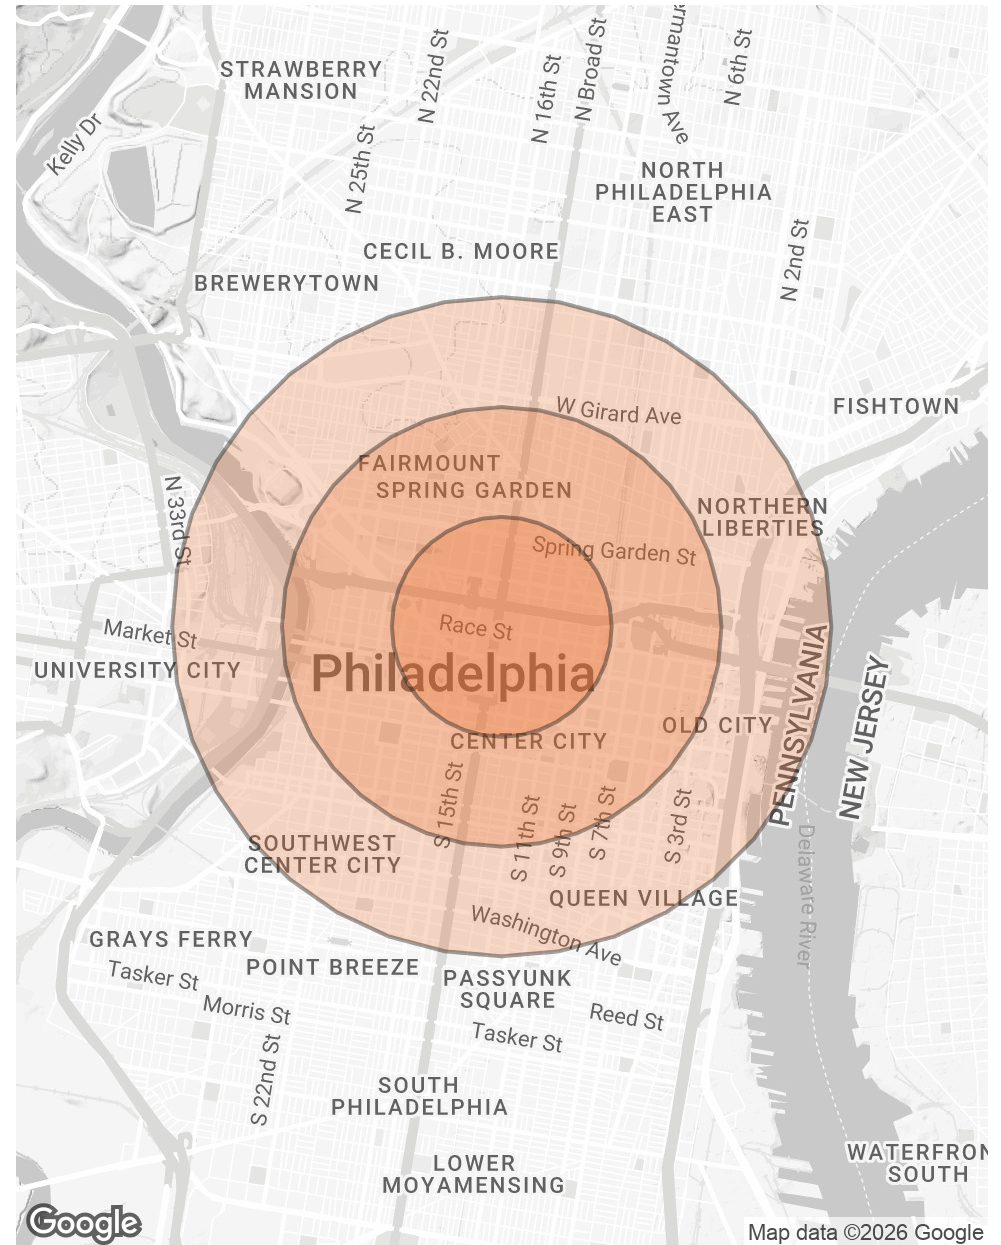 STRAWBERRY
MANSION
N 22nd St
N 16th St
N Broad St
rmantown Ave
N 6th St
Kelly Dr
N 25th St
NORTH
PHILADELPHIA
EAST
CECIL B. MOORE
N 2nd St
BREWERYTOWN
W Girard Ave
FISHTOWN
FAIRMOUNT
SPRING GARDEN
N 33rd St
NORTHERN
LIBERTIES
Spring Garden St
Market St
Race St
UNIVERSITY CITY
Philadelphia
OLD CITY
PENNSYLVANIA
NEW JERSEY
CENTER CITY
S 15th St
S 11th St
S 9th St
S 7th St
S 3rd St
SOUTHWEST
CENTER CITY
Delaware River
QUEEN VILLAGE
Washington Ave
GRAYS FERRY
POINT BREEZE
Tasker St
PASSYUNK
SQUARE
Morris St
Reed St
Tasker St
S 22nd St
SOUTH
PHILADELPHIA
LOWER
MOYAMENSING
WATERFRON
SOUTH
Google
Map data ©2026 Google